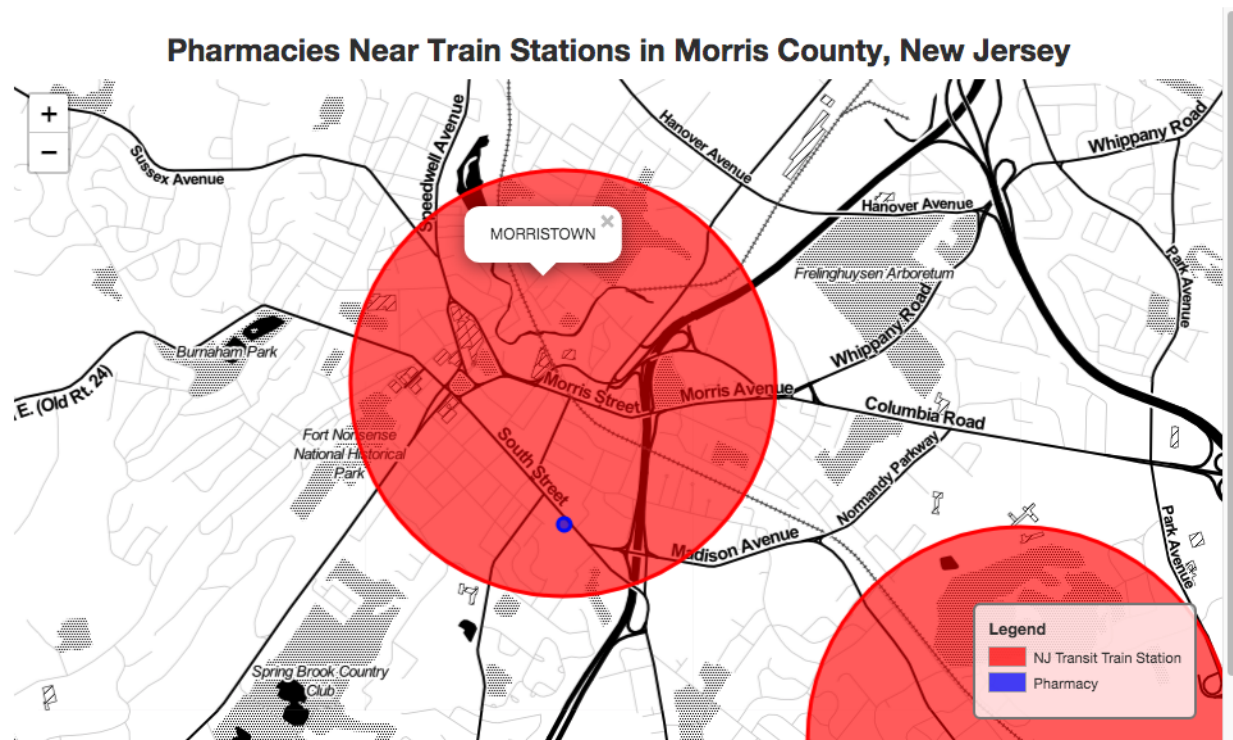 Pharmacies Near Train Stations in Morris County, New Jersey
+
−
Sussex Avenue
Speedwell Avenue
Hanover Avenue
Whippany Road
Hanover Avenue
MORRISTOWN
×
Frelinghuysen Arboretum
Park Avenue
Whippany Road
Burnaham Park
E. (Old Rt. 24)
Morris Street
Morris Avenue
Columbia Road
Fort Nonsense
National Historical
Park
South Street
Normandy Parkway
Madison Avenue
Park Avenue
Spring Brook Country
Club
Legend
NJ Transit Train Station
Pharmacy